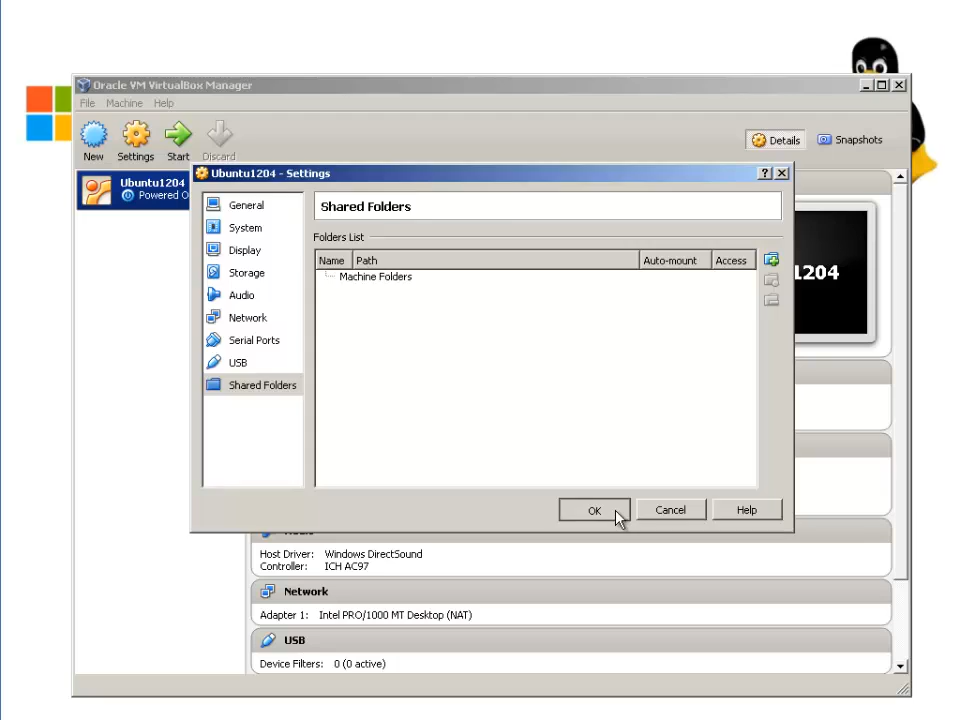 Oracle VM VirtualBox Manager
File Machine Help
New Settings Start Discard
Details Snapshots
Ubuntu1204
Powered O
Ubuntu1204 - Settings
General
System
Display
Storage
Audio
Network
Serial Ports
USB
Shared Folders
Shared Folders
Folders List
Name Path Auto-mount Access
Machine Folders
OK Cancel Help
1204
Host Driver: Windows DirectSound
Controller: ICH AC97
Network
Adapter 1: Intel PRO/1000 MT Desktop (NAT)
USB
Device Filters: 0 (0 active)